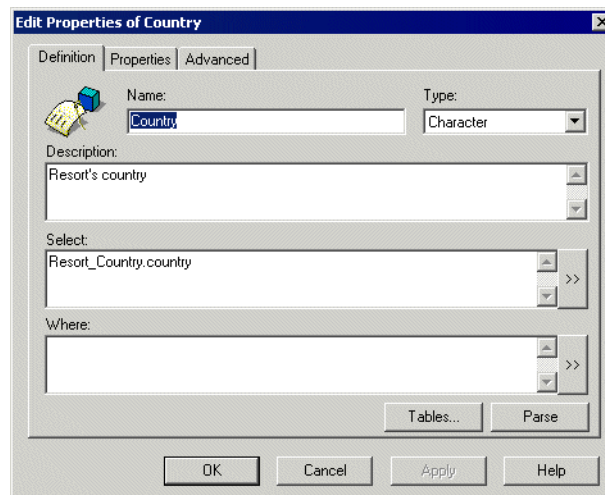 Edit Properties of Country
Definition Properties Advanced
Name: Type:
Country Character
Description:
Resort's country
Select:
Resort_Country.country
>>
Where:
>>
Tables... Parse
OK Cancel Apply Help